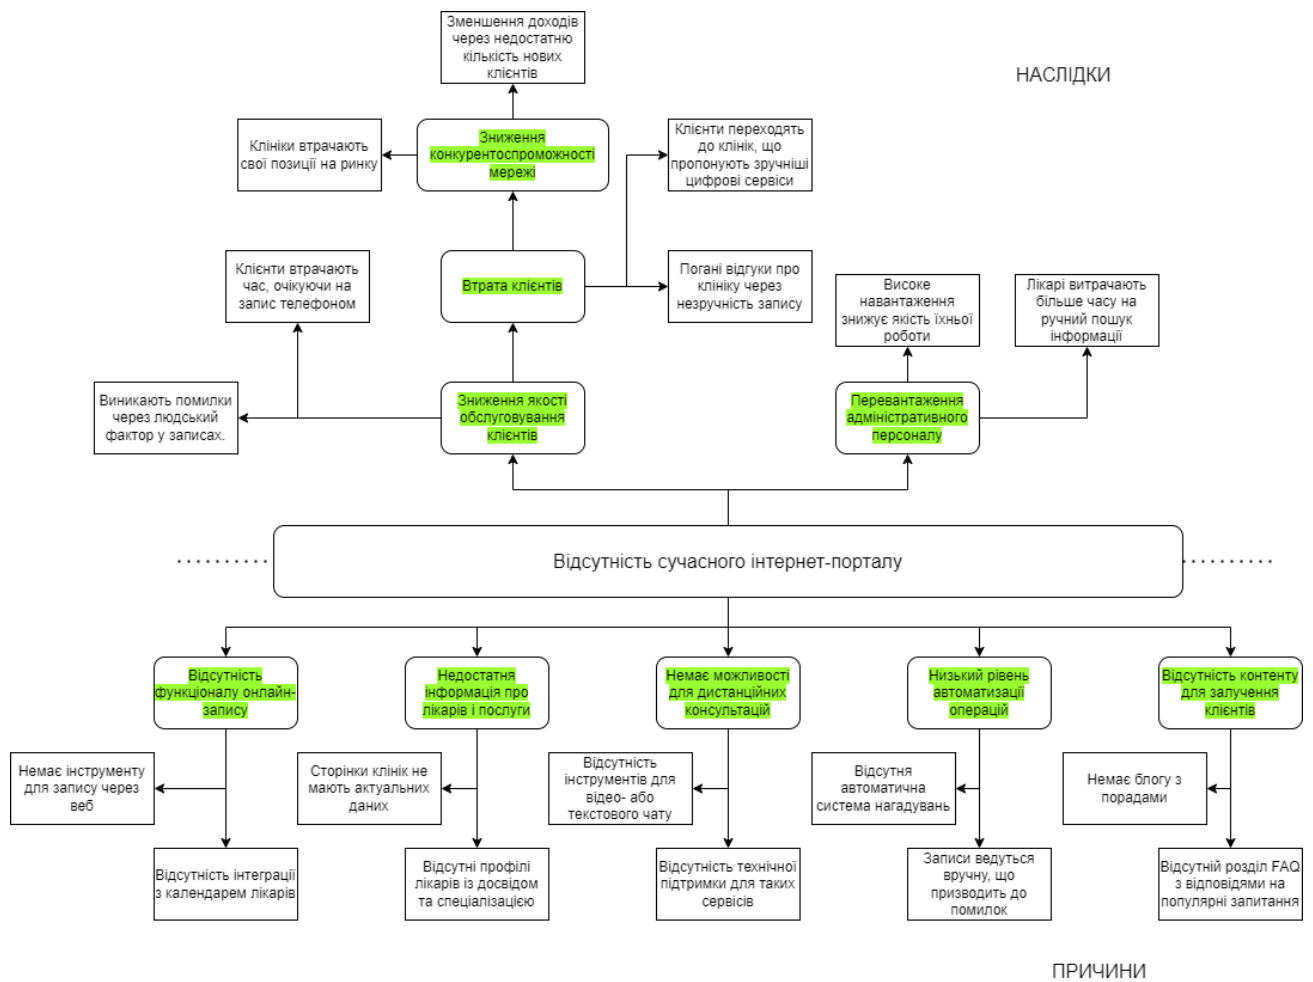 Зменшення доходів
через недостатню
кількість нових
клієнтів
НАСЛІДКИ
Клініки втрачають
свої позиції на ринку
Зниження
конкурентоспроможності
мережі
Клієнти переходять
до клінік, що
пропонують зручніші
цифрові сервіси
Клієнти втрачають
час, очікуючи на
запис телефоном
Втрата клієнтів
Погані відгуки про
клініку через
незручність запису
Високе
навантаження
знижує якість їхньої
роботи
Лікарі витрачають
більше часу на
ручний пошук
інформації
Виникають помилки
через людський
фактор у записах.
Зниження якості
обслуговування
клієнтів
Перевантаження
адміністративного
персоналу
Відсутність сучасного інтернет-порталу
Відсутність
функціоналу онлайн-
запису
Недостатня
інформація про
лікарів і послуги
Немає можливості
для дистанційних
консультацій
Низький рівень
автоматизації
операцій
Відсутність контенту
для залучення
клієнтів
Немає інструменту
для запису через
веб
Сторінки клінік не
мають актуальних
даних
Відсутність
інструментів для
відео- або
текстового чату
Відсутня
автоматична
система нагадувань
Немає блогу з
порадами
Відсутність інтеграції
з календарем лікарів
Відсутні профілі
лікарів із досвідом
та спеціалізацією
Відсутність технічної
підтримки для таких
сервісів
Записи ведуться
вручну, що
призводить до
помилок
Відсутній розділ FAQ
з відповідями на
популярні запитання
ПРИЧИНИ